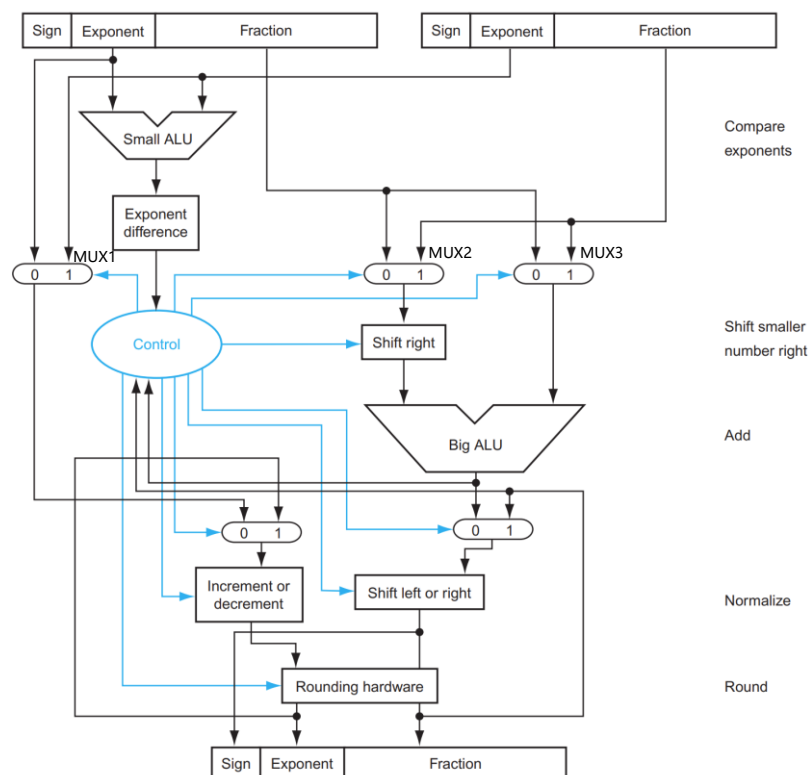 Sign Exponent Fraction
Sign Exponent Fraction
Small ALU
Compare
exponents
Exponent
difference
MUX1
MUX2
MUX3
0 1
0 1
0 1
Control
Shift right
Shift smaller
number right
Big ALU
Add
0 1
0 1
Increment or
decrement
Shift left or right
Normalize
Rounding hardware
Round
Sign Exponent Fraction